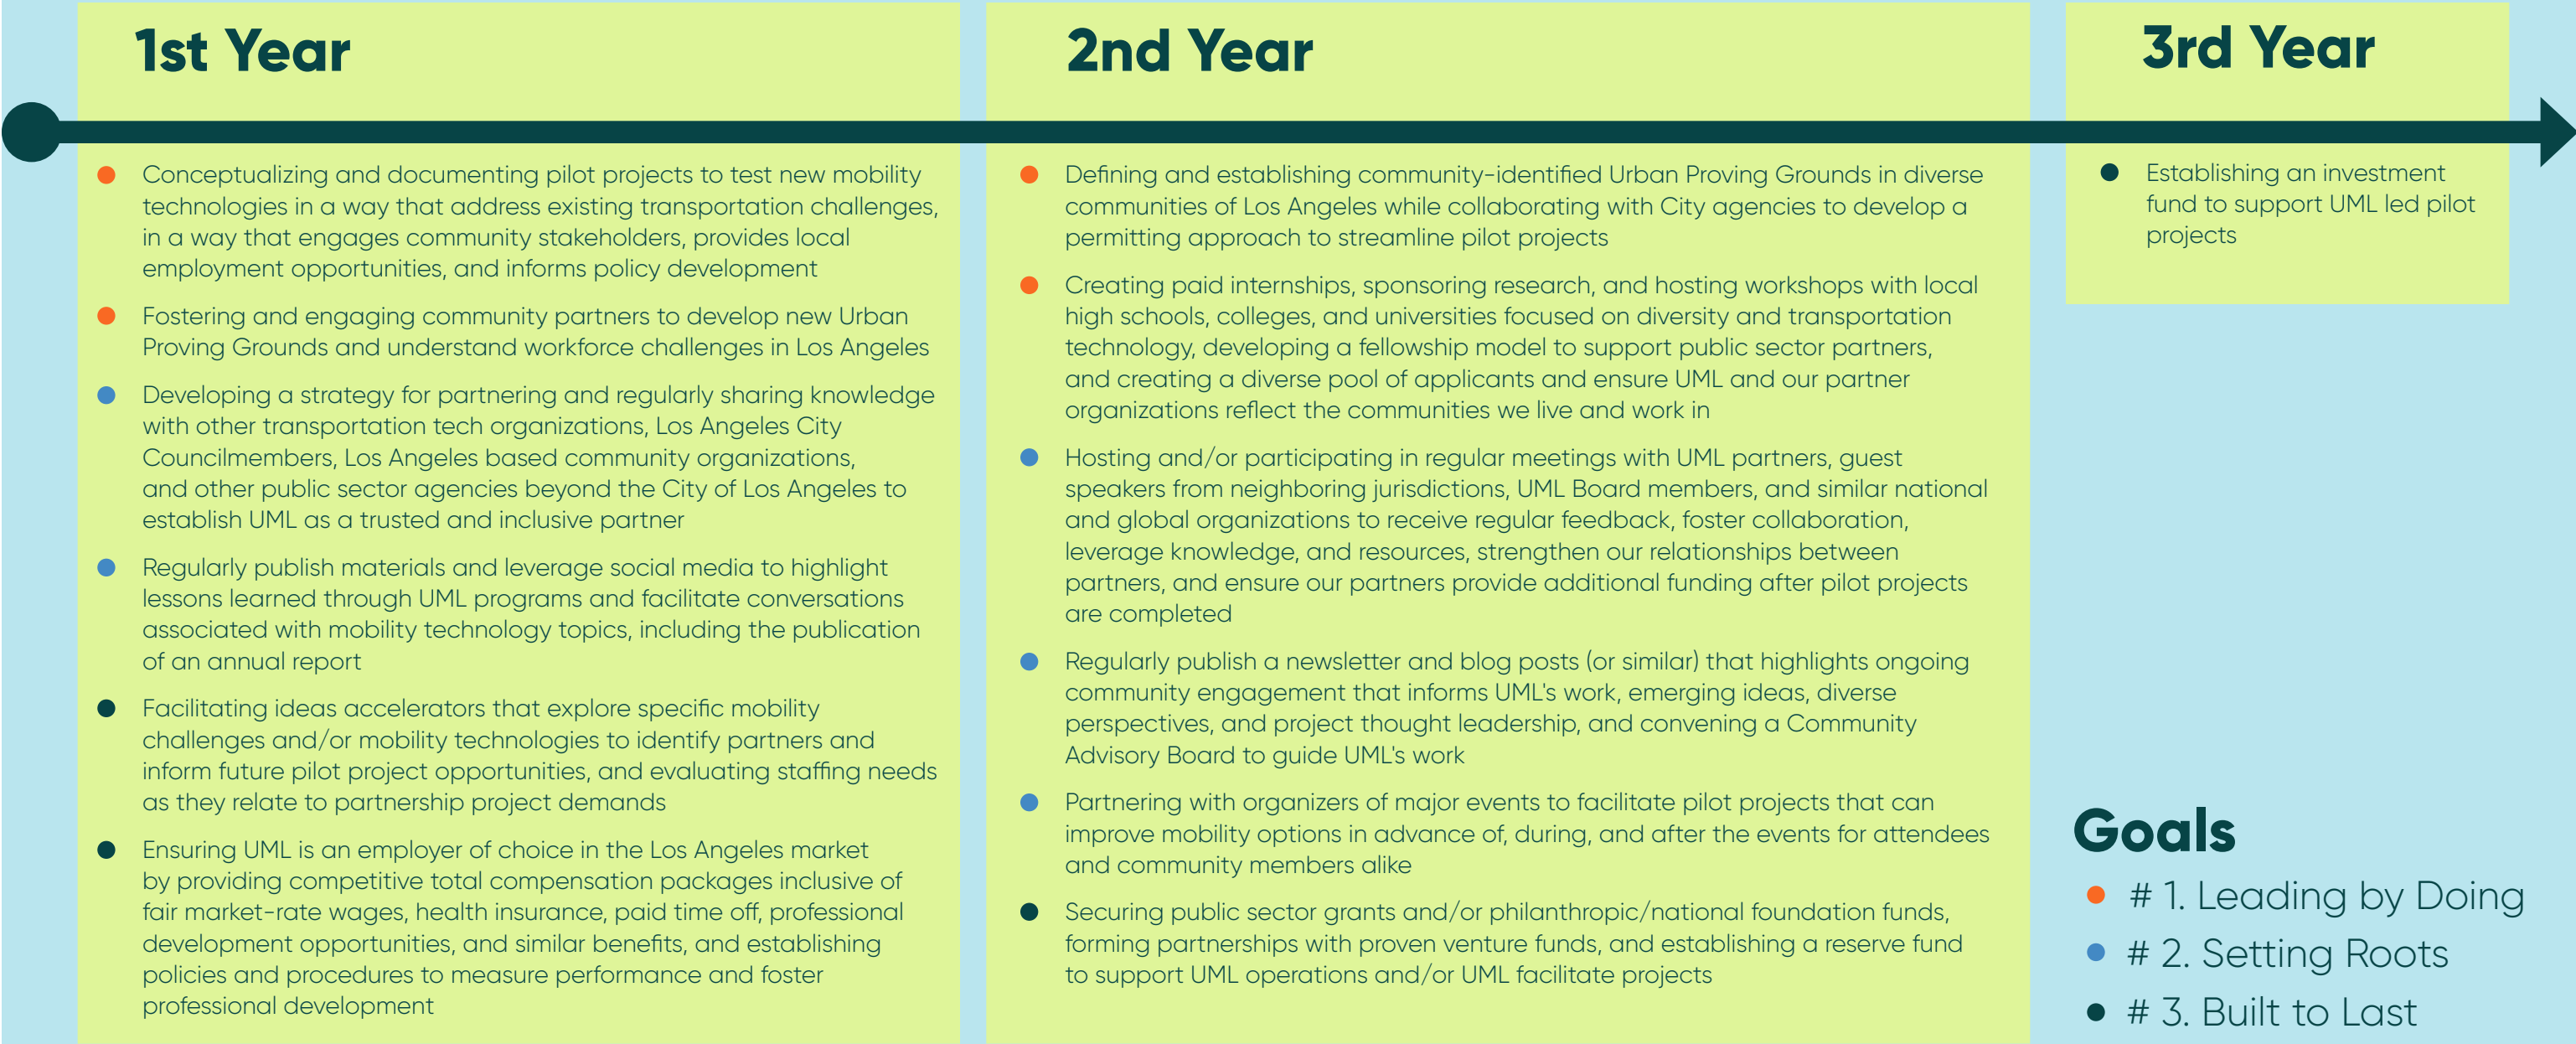 1st Year
Conceptualizing and documenting pilot projects to test new mobility
technologies in a way that address existing transportation challenges,
in a way that engages community stakeholders, provides local
employment opportunities, and informs policy development
Fostering and engaging community partners to develop new Urban
Proving Grounds and understand workforce challenges in Los Angeles
Developing a strategy for partnering and regularly sharing knowledge
with other transportation tech organizations, Los Angeles City
Councilmembers, Los Angeles based community organizations,
and other public sector agencies beyond the City of Los Angeles to
establish UML as a trusted and inclusive partner
Regularly publish materials and leverage social media to highlight
lessons learned through UML programs and facilitate conversations
associated with mobility technology topics, including the publication
of an annual report
Facilitating ideas accelerators that explore specific mobility
challenges and/or mobility technologies to identify partners and
inform future pilot project opportunities, and evaluating staffing needs
as they relate to partnership project demands
Ensuring UML is an employer of choice in the Los Angeles market
by providing competitive total compensation packages inclusive of
fair market-rate wages, health insurance, paid time off, professional
development opportunities, and similar benefits, and establishing
policies and procedures to measure performance and foster
professional development
2nd Year
Defining and establishing community-identified Urban Proving Grounds in diverse
communities of Los Angeles while collaborating with City agencies to develop a
permitting approach to streamline pilot projects
Creating paid internships, sponsoring research, and hosting workshops with local
high schools, colleges, and universities focused on diversity and transportation
technology, developing a fellowship model to support public sector partners,
and creating a diverse pool of applicants and ensure UML and our partner
organizations reflect the communities we live and work in
Hosting and/or participating in regular meetings with UML partners, guest
speakers from neighboring jurisdictions, UML Board members, and similar national
and global organizations to receive regular feedback, foster collaboration,
leverage knowledge, and resources, strengthen our relationships between
partners, and ensure our partners provide additional funding after pilot projects
are completed
Regularly publish a newsletter and blog posts (or similar) that highlights ongoing
community engagement that informs UML's work, emerging ideas, diverse
perspectives, and project thought leadership, and convening a Community
Advisory Board to guide UML's work
Partnering with organizers of major events to facilitate pilot projects that can
improve mobility options in advance of, during, and after the events for attendees
and community members alike
Securing public sector grants and/or philanthropic/national foundation funds,
forming partnerships with proven venture funds, and establishing a reserve fund
to support UML operations and/or UML facilitate projects
3rd Year
Establishing an investment
fund to support UML led pilot
projects
Goals
# 1. Leading by Doing
# 2. Setting Roots
# 3. Built to Last